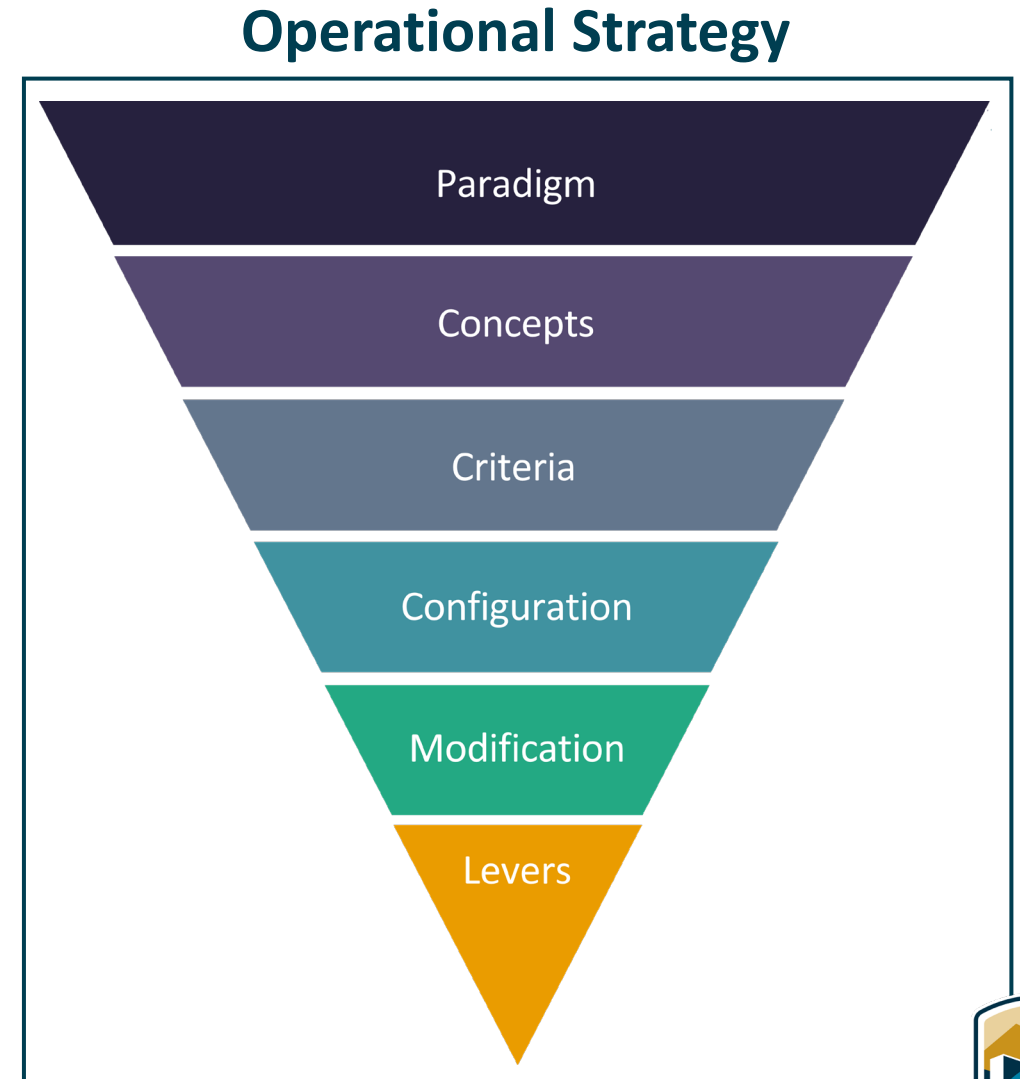 Operational Strategy
Paradigm
Concepts
Criteria
Configuration
Modification
Levers